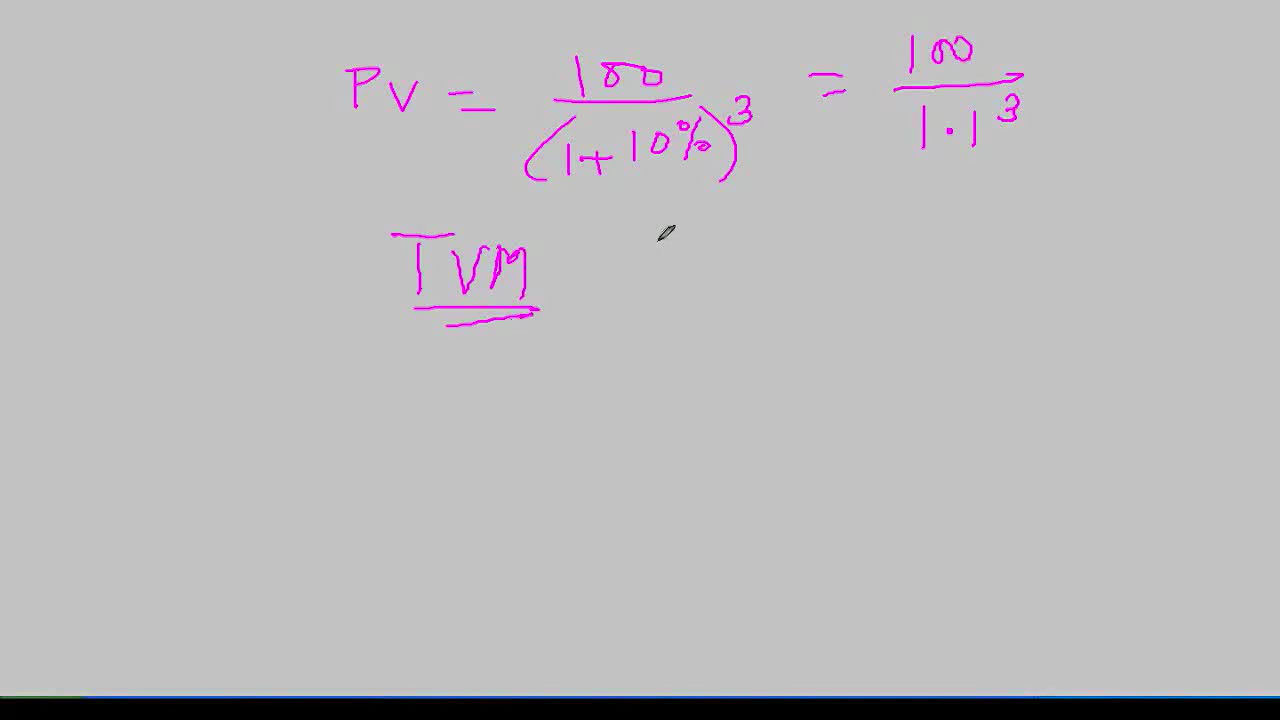 PV = 100 / (1 + 10%)^3 = 100 / 1.1^3
TVM